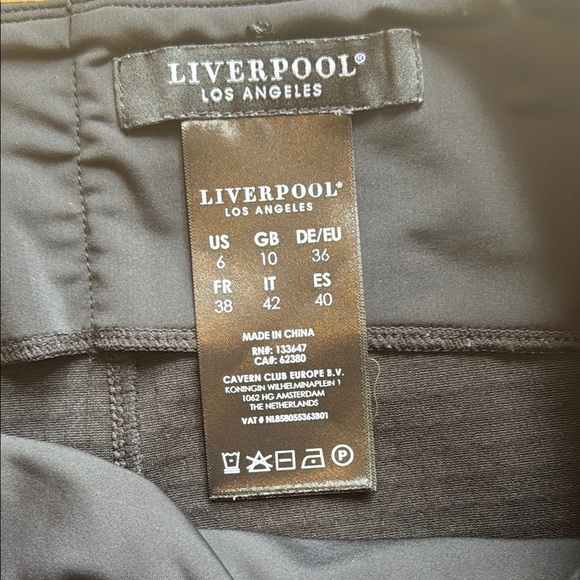 LIVERPOOL®
LOS ANGELES
LIVERPOOL®
LOS ANGELES
US GB DE/EU
6 10 36
FR IT ES
38 42 40
MADE IN CHINA
RN#: 133647
CA#: 62380
CAVERN CLUB EUROPE B.V.
KONINGIN WILHELMINAPLEIN 1
1062 HG AMSTERDAM
THE NETHERLANDS
VAT # NL858055363B01
P